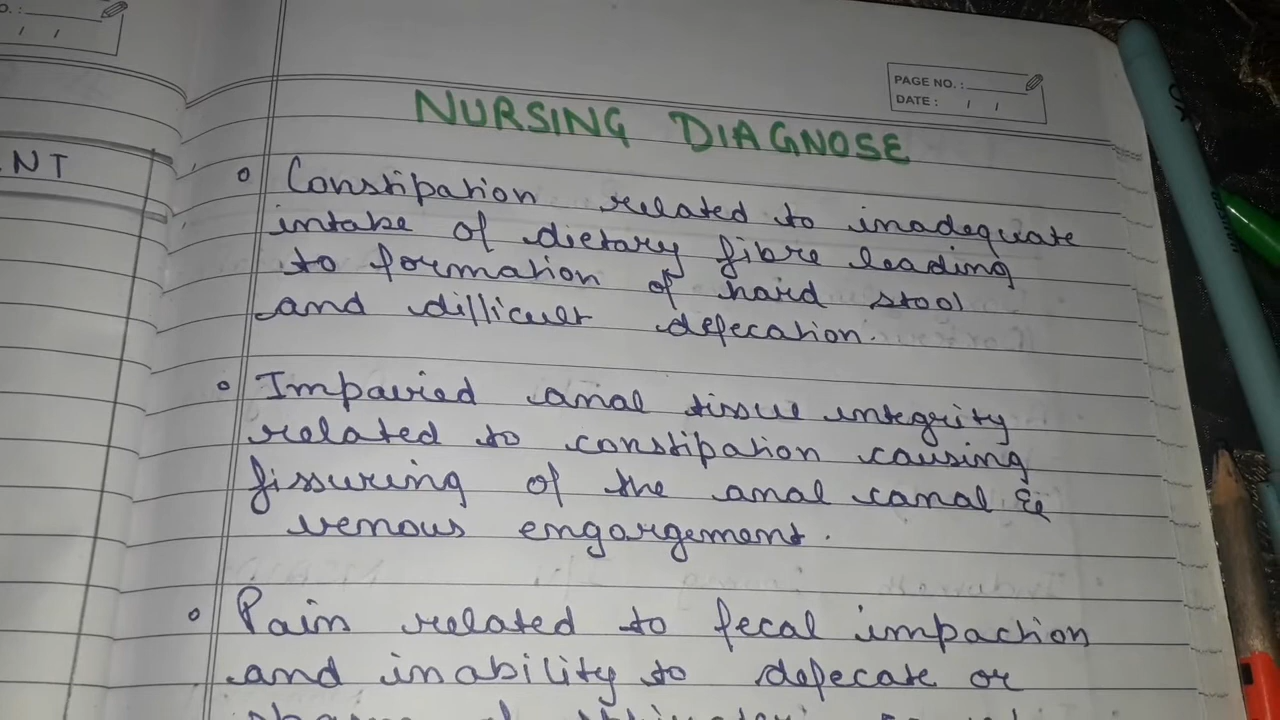 O.:
/ /
NT
PAGE NO. :
DATE : / /
NURSING DIAGNOSE
Constipation related to inadequate
intake of dietary fibre leading
to formation of hard stool
and difficult defecation.
Impaired anal tissue integrity
related to constipation causing
fissuring of the anal canal &
venous engorgement.
Pain related to fecal impaction
and inability to defecate or